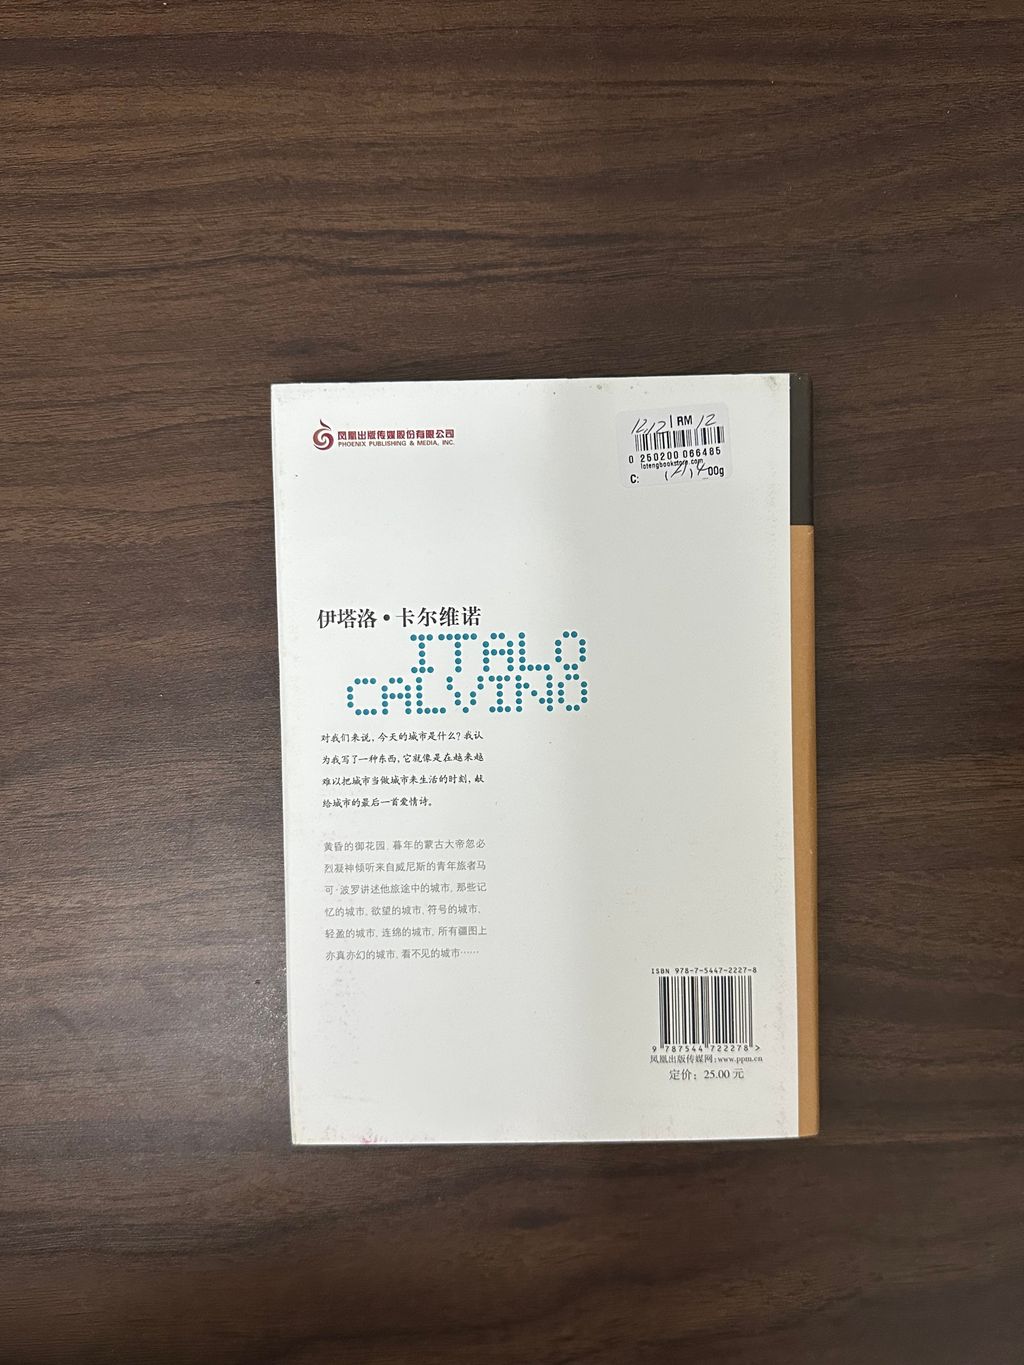 凤凰出版传媒股份有限公司
PHOENIX PUBLISHING & MEDIA, INC.
RM 12
0 250200 066485
latengbookstore.com
C:
00g
伊塔洛·卡尔维诺
ITALO
CALVINO
对我们来说，今天的城市是什么？我认
为我写了一种东西，它就像是在越来越
难以把城市当做城市来生活的时刻，献
给城市的最后一首爱情诗。
黄昏的御花园，暮年的蒙古大帝忽必
烈凝神倾听来自威尼斯的青年旅者马
可·波罗讲述他旅途中的城市，那些记
忆的城市，欲望的城市，符号的城市、
轻盈的城市，连绵的城市，所有疆图上
亦真亦幻的城市，看不见的城市……
ISBN 978-7-5447-2227-8
9 787544 722278 >
凤凰出版传媒网：www.ppm.cn
定价：25.00 元